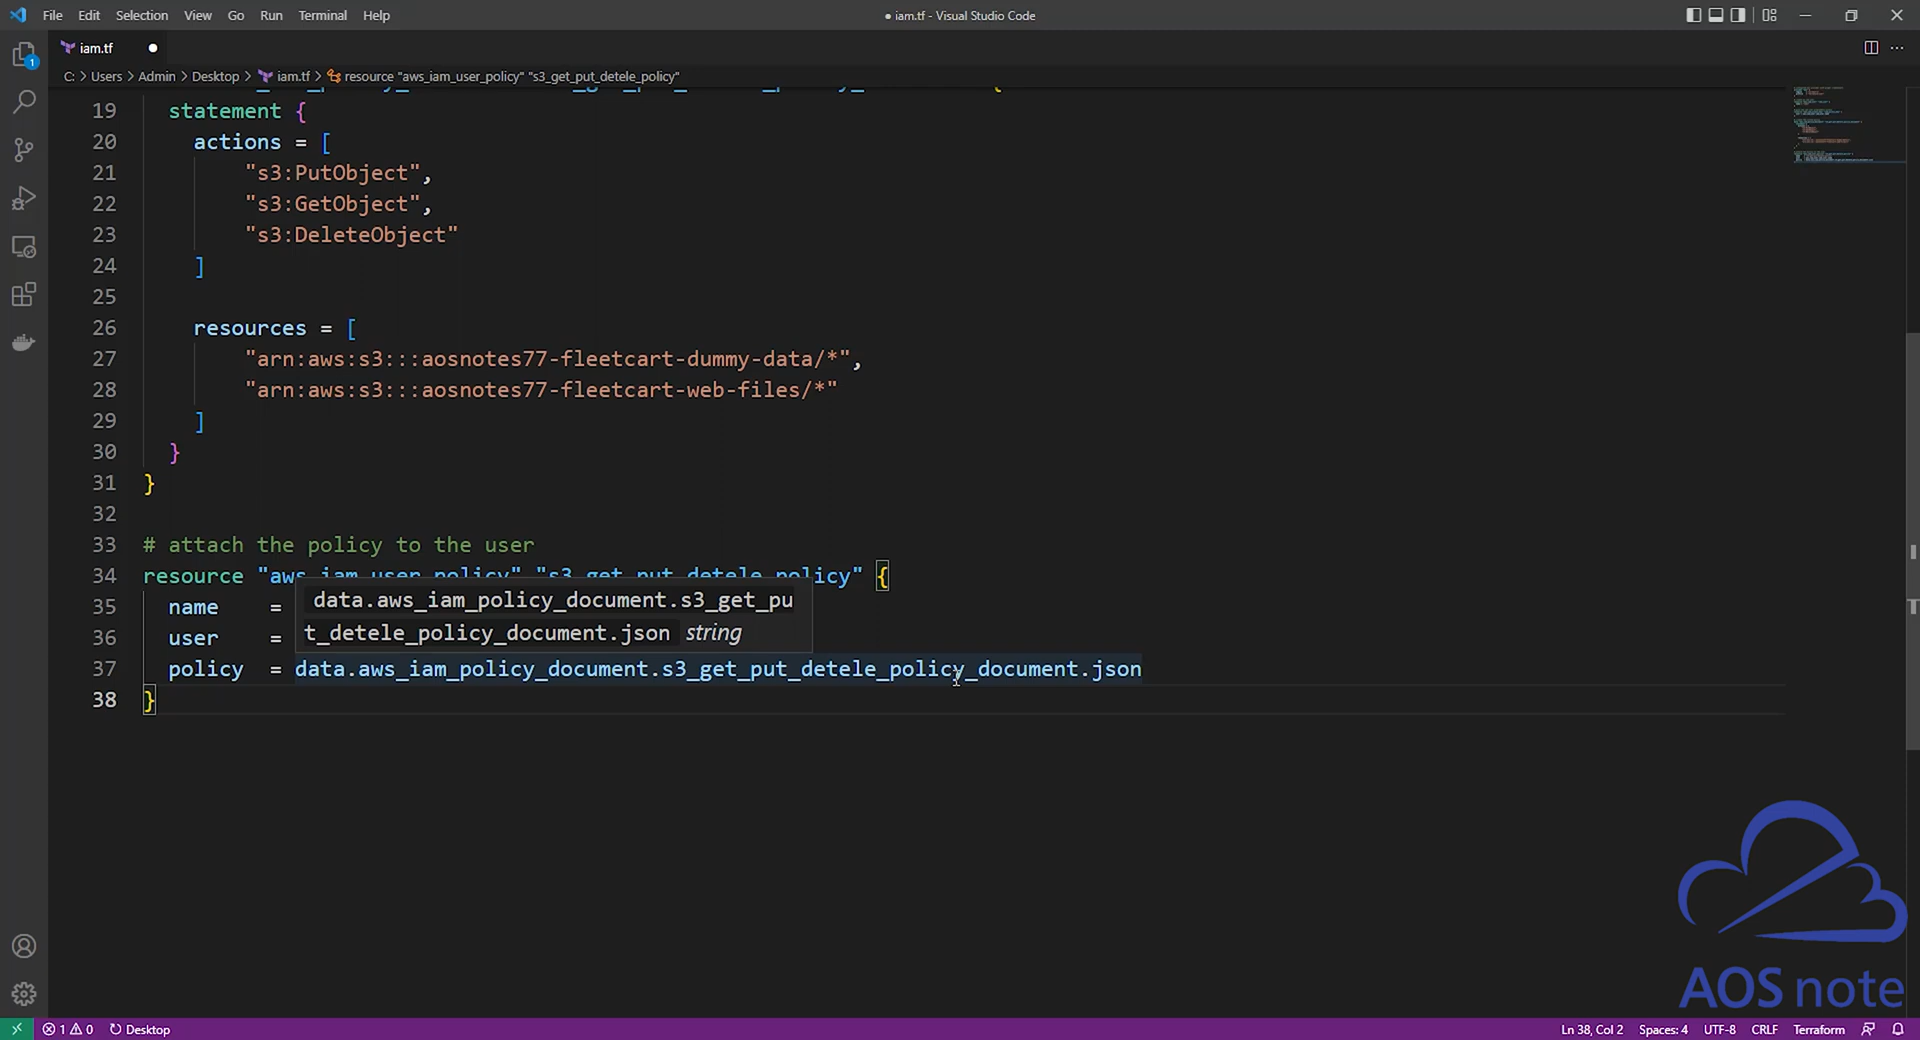 File Edit Selection View Go Run Terminal Help
● iam.tf - Visual Studio Code
iam.tf ●
C: > Users > Admin > Desktop > iam.tf > resource "aws_iam_user_policy" "s3_get_put_detele_policy"
19 statement {
20 actions = [
21 "s3:PutObject",
22 "s3:GetObject",
23 "s3:DeleteObject"
24 ]
25
26 resources = [
27 "arn:aws:s3:::aosnotes77-fleetcart-dummy-data/*",
28 "arn:aws:s3:::aosnotes77-fleetcart-web-files/*"
29 ]
30 }
31 }
32
33 # attach the policy to the user
34 resource "aws_iam_user_policy" "s3_get_put_detele_policy" {
35 name =
data.aws_iam_policy_document.s3_get_pu
36 user =
t_detele_policy_document.json string
37 policy = data.aws_iam_policy_document.s3_get_put_detele_policy_document.json
38 }
AOS note
1 0 Desktop
Ln 38, Col 2 Spaces: 4 UTF-8 CRLF Terraform